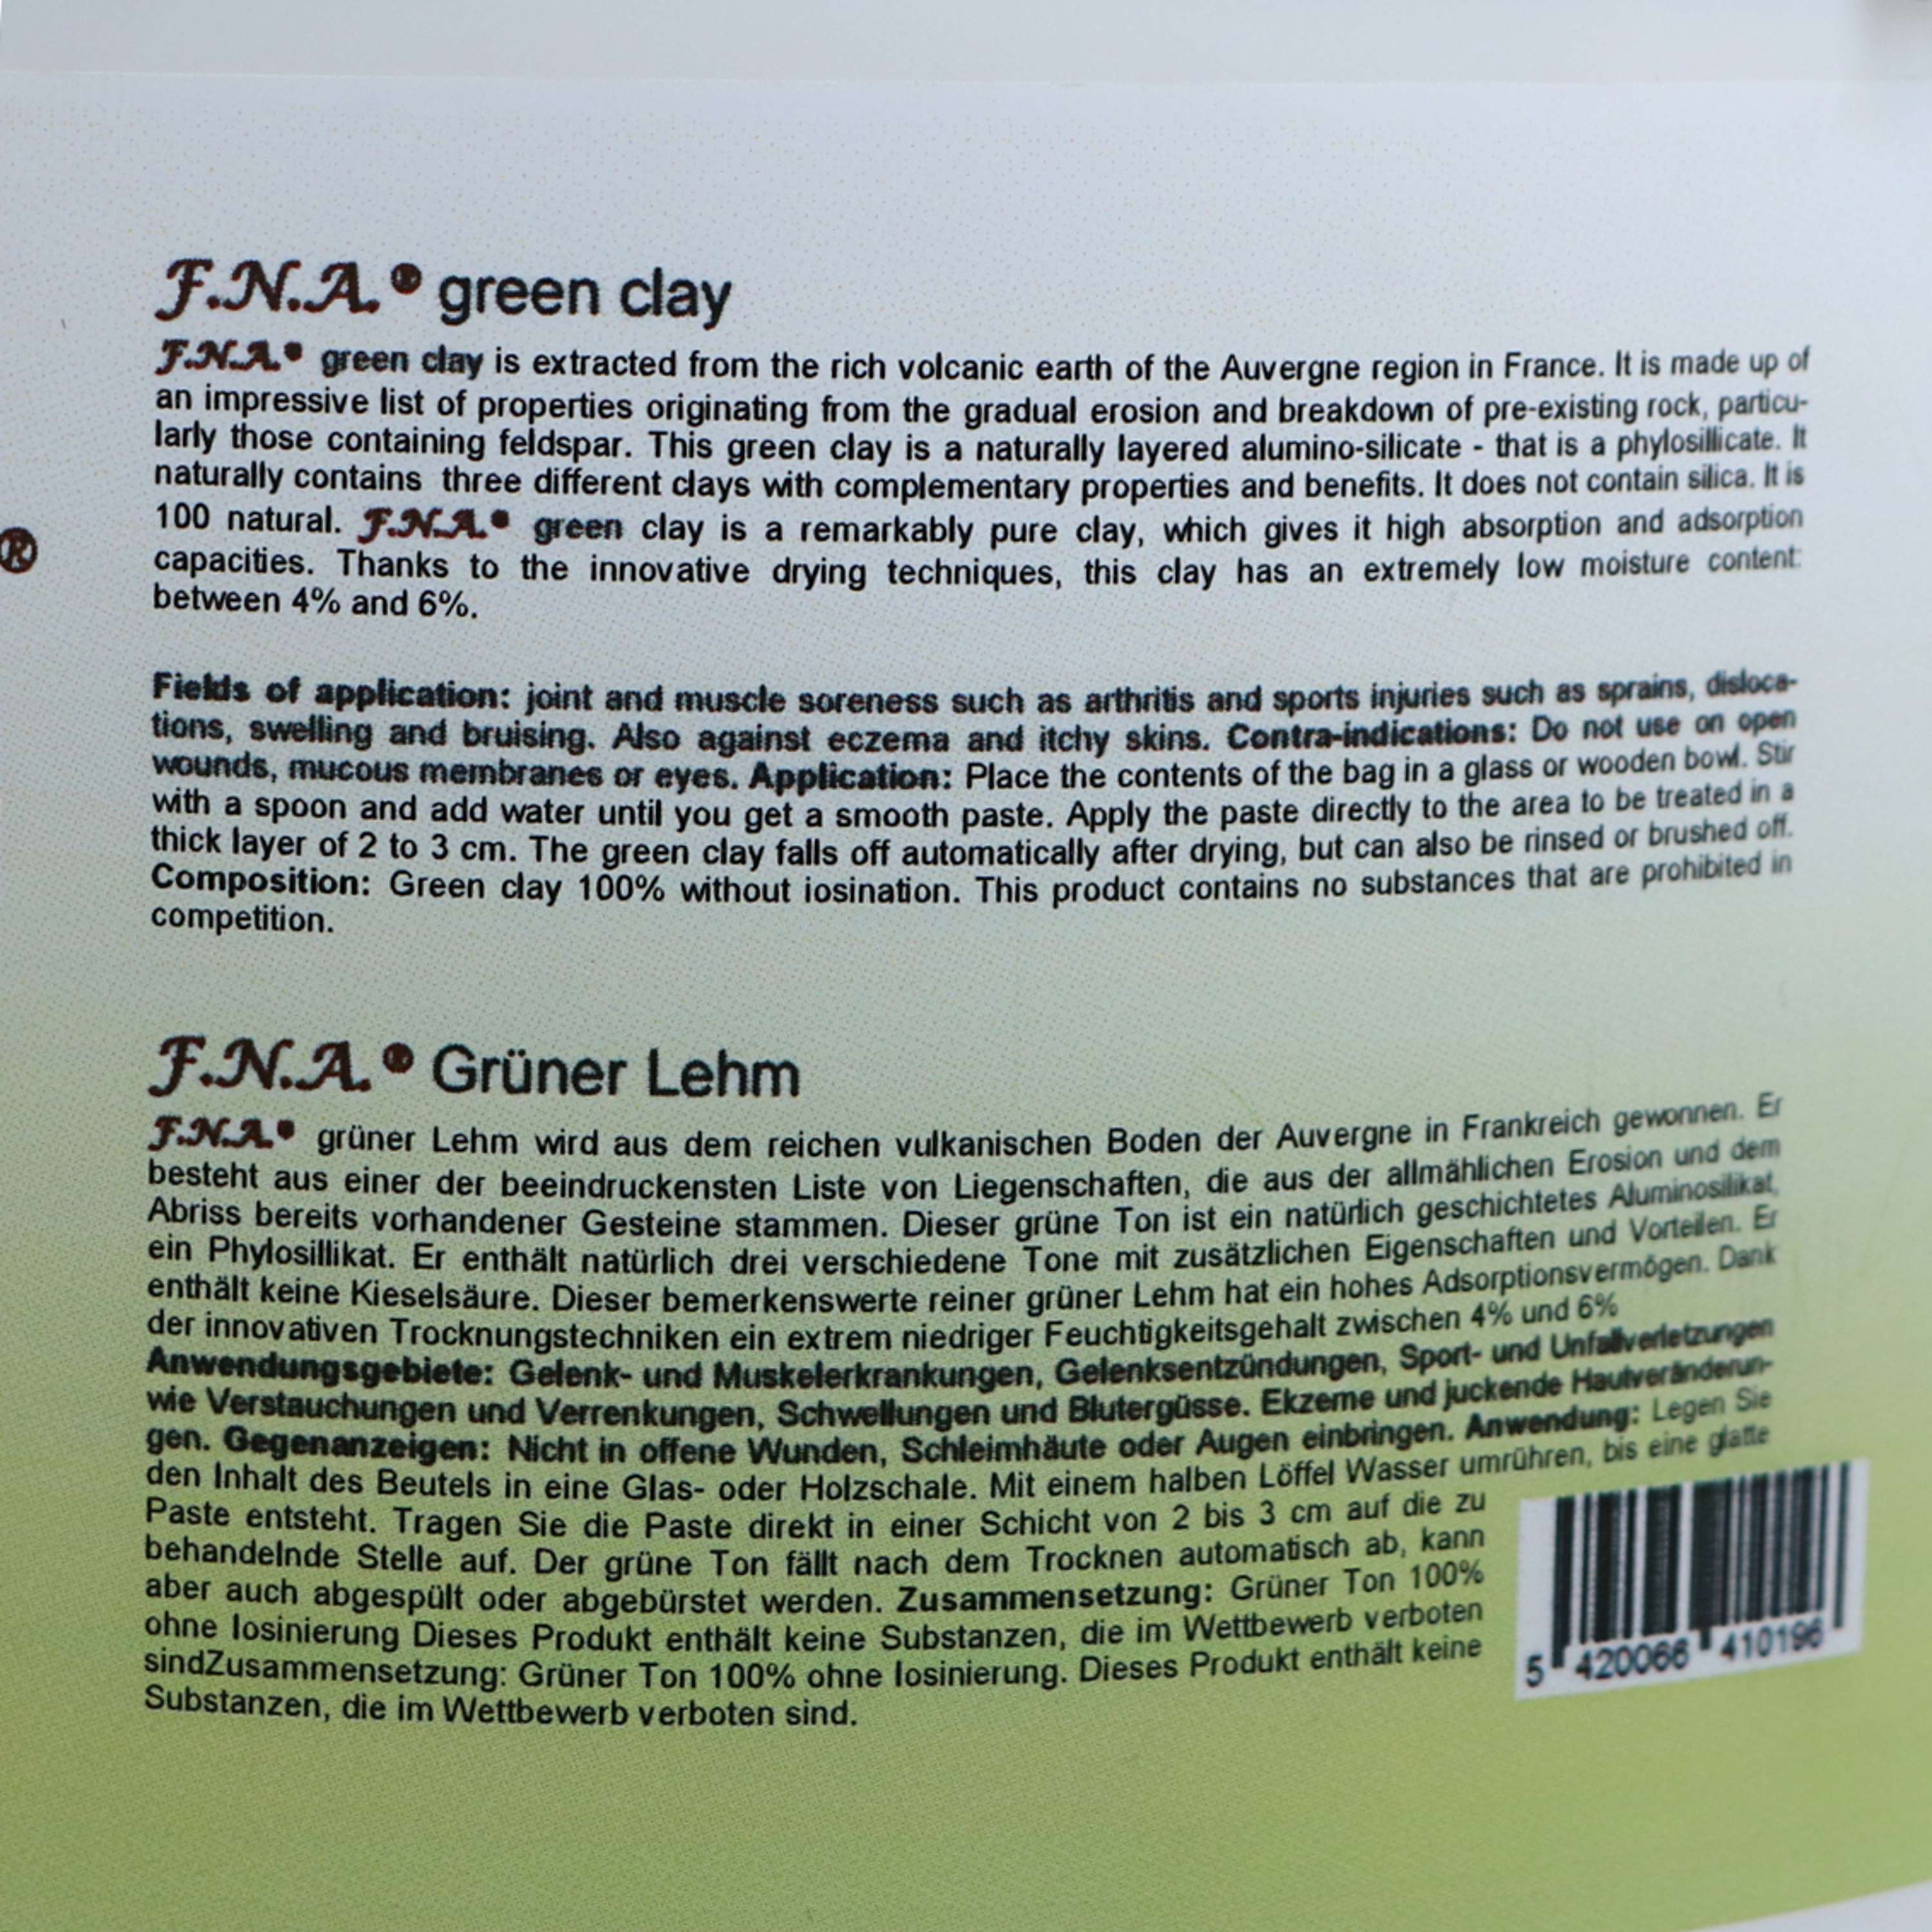 F.N.A.® green clay
F.N.A.® green clay is extracted from the rich volcanic earth of the Auvergne region in France. It is made up of
an impressive list of properties originating from the gradual erosion and breakdown of pre-existing rock, particu-
larly those containing feldspar. This green clay is a naturally layered alumino-silicate - that is a phylosillicate. It
naturally contains three different clays with complementary properties and benefits. It does not contain silica. It is
100 natural. F.N.A.® green clay is a remarkably pure clay, which gives it high absorption and adsorption
capacities. Thanks to the innovative drying techniques, this clay has an extremely low moisture content:
between 4% and 6%.
Fields of application: joint and muscle soreness such as arthritis and sports injuries such as sprains, disloca-
tions, swelling and bruising. Also against eczema and itchy skins. Contra-indications: Do not use on open
wounds, mucous membranes or eyes. Application: Place the contents of the bag in a glass or wooden bowl. Stir
with a spoon and add water until you get a smooth paste. Apply the paste directly to the area to be treated in a
thick layer of 2 to 3 cm. The green clay falls off automatically after drying, but can also be rinsed or brushed off.
Composition: Green clay 100% without iosination. This product contains no substances that are prohibited in
competition.
®
F.N.A.® Grüner Lehm
F.N.A.® grüner Lehm wird aus dem reichen vulkanischen Boden der Auvergne in Frankreich gewonnen. Er
besteht aus einer der beeindruckensten Liste von Liegenschaften, die aus der allmählichen Erosion und dem
Abriss bereits vorhandener Gesteine stammen. Dieser grüne Ton ist ein natürlich geschichtetes Aluminosilikat,
ein Phylosillikat. Er enthält natürlich drei verschiedene Tone mit zusätzlichen Eigenschaften und Vorteilen. Er
enthält keine Kieselsäure. Dieser bemerkenswerte reiner grüner Lehm hat ein hohes Adsorptionsvermögen. Dank
der innovativen Trocknungstechniken ein extrem niedriger Feuchtigkeitsgehalt zwischen 4% und 6%
Anwendungsgebiete: Gelenk- und Muskelerkrankungen, Gelenksentzündungen, Sport- und Unfallverletzungen
wie Verstauchungen und Verrenkungen, Schwellungen und Blutergüsse. Ekzeme und juckende Hautveränderun-
gen. Gegenanzeigen: Nicht in offene Wunden, Schleimhäute oder Augen einbringen. Anwendung: Legen Sie
den Inhalt des Beutels in eine Glas- oder Holzschale. Mit einem halben Löffel Wasser umrühren, bis eine glatte
Paste entsteht. Tragen Sie die Paste direkt in einer Schicht von 2 bis 3 cm auf die zu
behandelnde Stelle auf. Der grüne Ton fällt nach dem Trocknen automatisch ab, kann
aber auch abgespült oder abgebürstet werden. Zusammensetzung: Grüner Ton 100%
ohne Iosinierung Dieses Produkt enthält keine Substanzen, die im Wettbewerb verboten
sindZusammensetzung: Grüner Ton 100% ohne Iosinierung. Dieses Produkt enthält keine
Substanzen, die im Wettbewerb verboten sind.
5 420066 410196